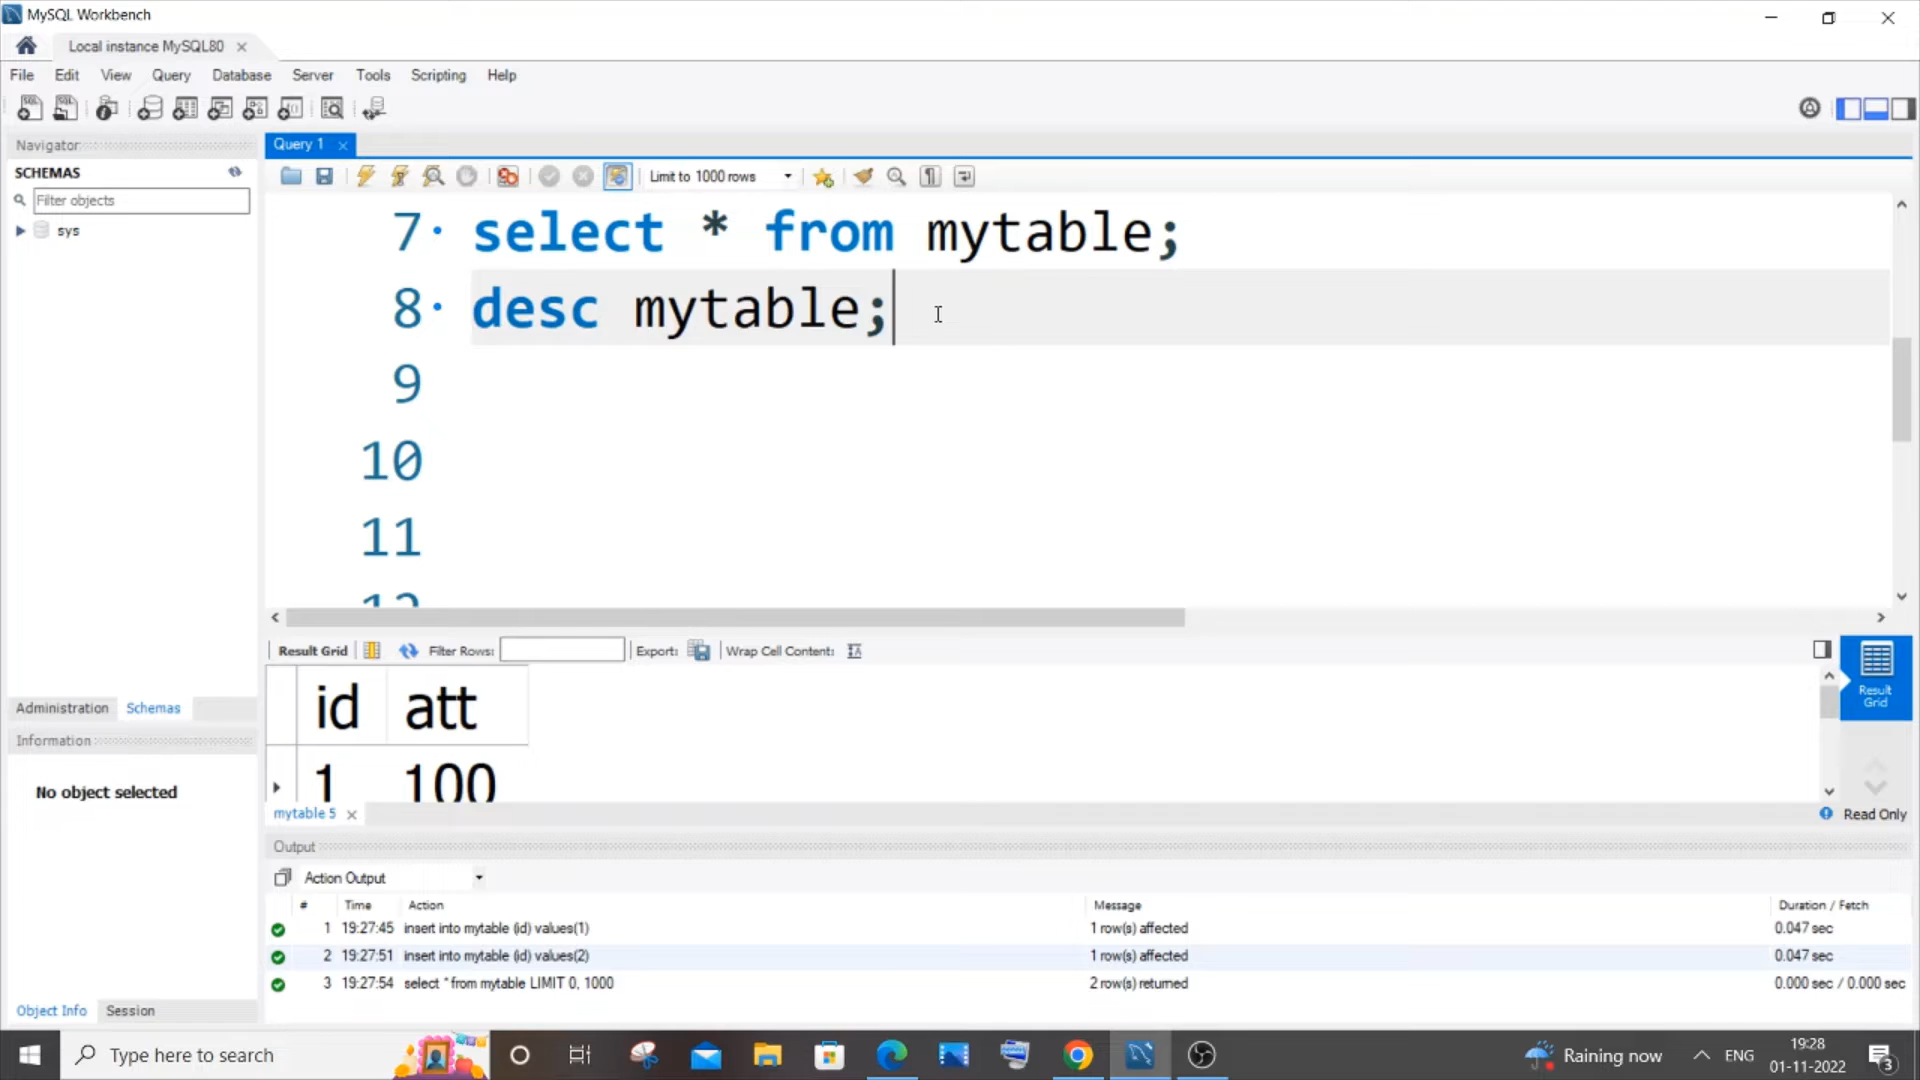 MySQL Workbench
Local instance MySQL80
File Edit View Query Database Server Tools Scripting Help
Navigator
SCHEMAS
Filter objects
sys
Query 1
Limit to 1000 rows
7 select * from mytable;
8 desc mytable;
9
10
11
12
Result Grid Filter Rows: Export: Wrap Cell Content:
Result Grid
id att
1 100
Administration Schemas
Information
No object selected
mytable 5
Read Only
Output
Action Output
# Time Action Message Duration / Fetch
1 19:27:45 insert into mytable (id) values(1) 1 row(s) affected 0.047 sec
2 19:27:51 insert into mytable (id) values(2) 1 row(s) affected 0.047 sec
3 19:27:54 select * from mytable LIMIT 0, 1000 2 row(s) returned 0.000 sec / 0.000 sec
Object Info Session
Type here to search
Raining now
ENG
19:28
01-11-2022
3